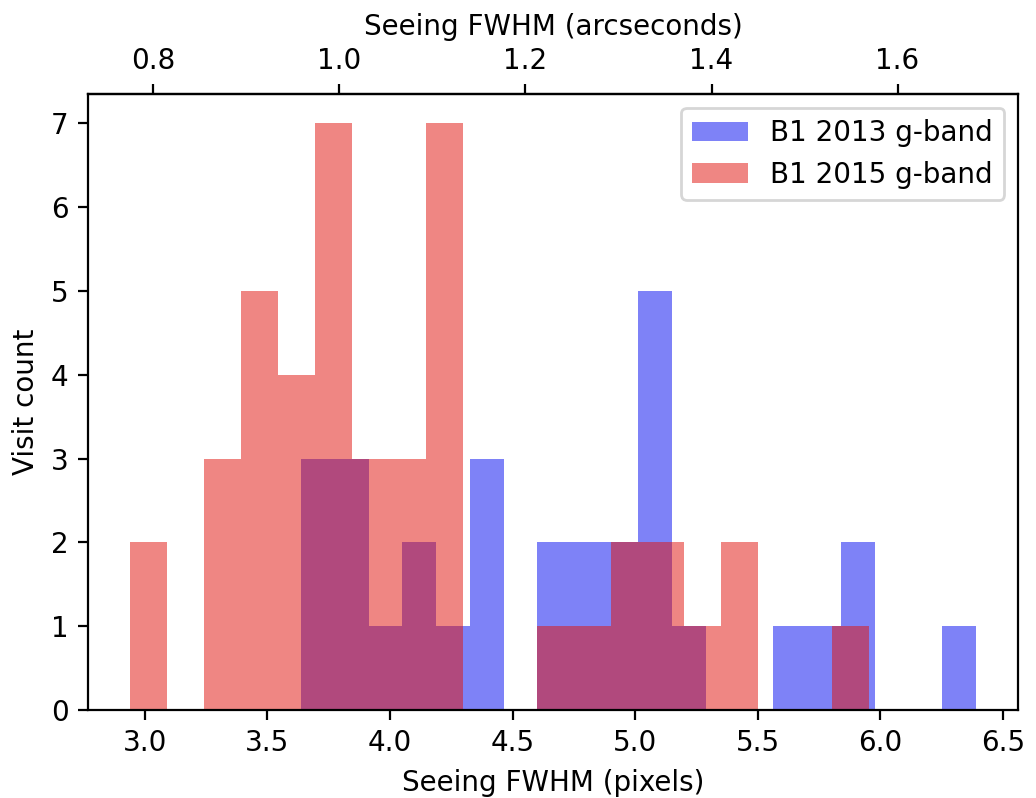 Seeing FWHM (arcseconds)
0.8 1.0 1.2 1.4 1.6
B1 2013 g-band
B1 2015 g-band
7
6
5
4
3
2
1
0
Visit count
3.0 3.5 4.0 4.5 5.0 5.5 6.0 6.5
Seeing FWHM (pixels)